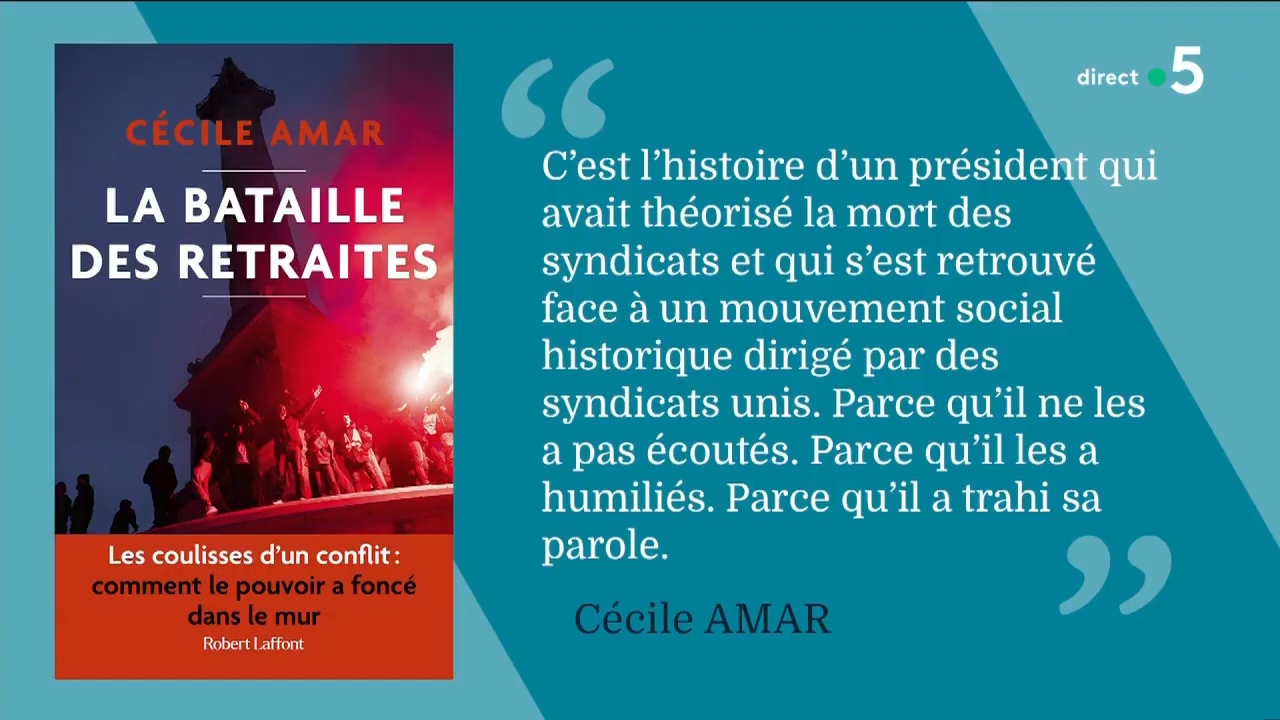 CÉCILE AMAR
LA BATAILLE
DES RETRAITES
Les coulisses d'un conflit :
comment le pouvoir a foncé
dans le mur
Robert Laffont
direct 5
“
C’est l’histoire d’un président qui
avait théorisé la mort des
syndicats et qui s’est retrouvé
face à un mouvement social
historique dirigé par des
syndicats unis. Parce qu’il ne les
a pas écoutés. Parce qu’il les a
humiliés. Parce qu’il a trahi sa
parole.
”
Cécile AMAR